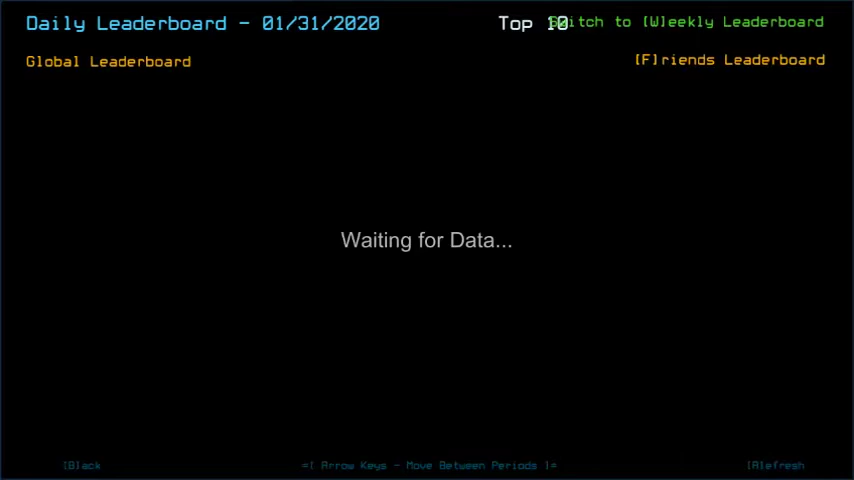 Daily Leaderboard - 01/31/2020
Top 10
Switch to [W]eekly Leaderboard
Global Leaderboard
[F]riends Leaderboard
Waiting for Data...
[B]ack
=[ Arrow Keys - Move Between Periods ]=
[R]efresh